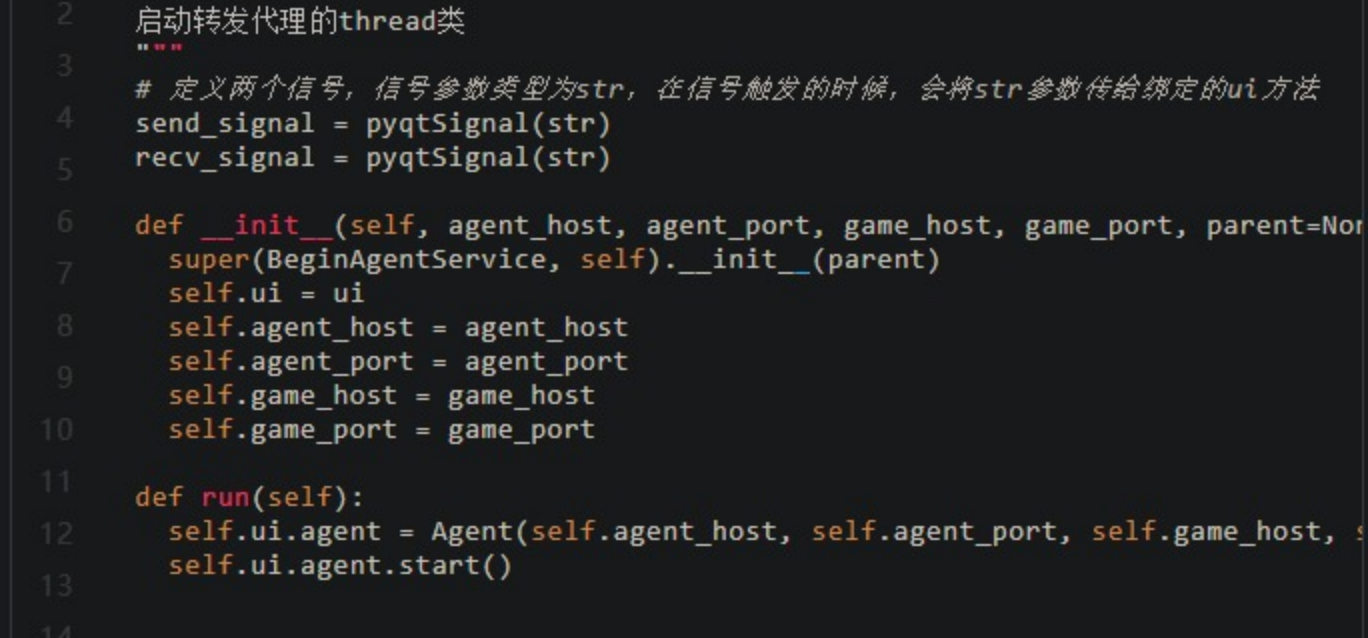 2
启动转发代理的thread类
"""
3
# 定义两个信号，信号参数类型为str，在信号触发的时候，会将str参数传给绑定的ui方法
4
send_signal = pyqtSignal(str)
5
recv_signal = pyqtSignal(str)
6
def __init__(self, agent_host, agent_port, game_host, game_port, parent=Non
7
super(BeginAgentService, self).__init__(parent)
self.ui = ui
8
self.agent_host = agent_host
9
self.agent_port = agent_port
self.game_host = game_host
10
self.game_port = game_port
11
def run(self):
12
self.ui.agent = Agent(self.agent_host, self.agent_port, self.game_host, s
13
self.ui.agent.start()
14